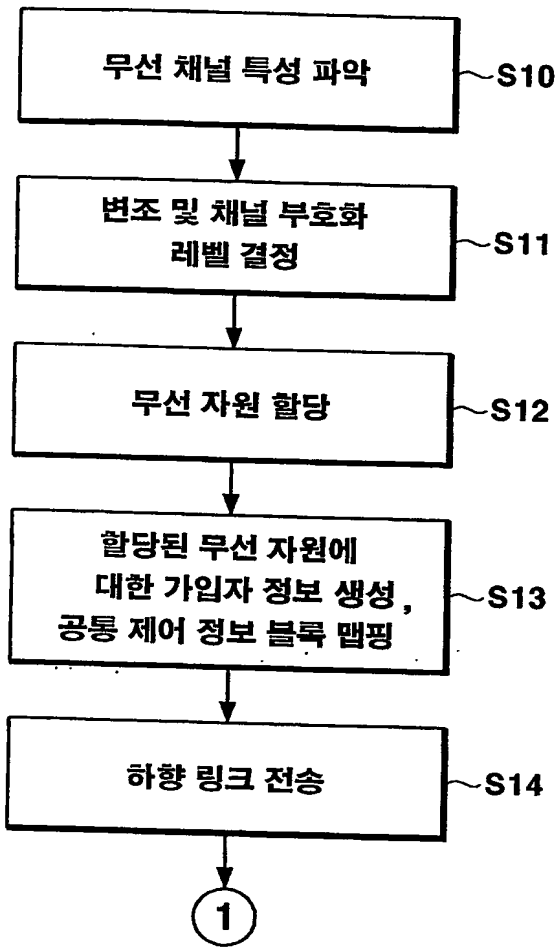 무선 채널 특성 파악
S10
변조 및 채널 부호화
레벨 결정
S11
무선 자원 할당
S12
할당된 무선 자원에
대한 가입자 정보 생성,
공통 제어 정보 블록 맵핑
S13
하향 링크 전송
S14
1